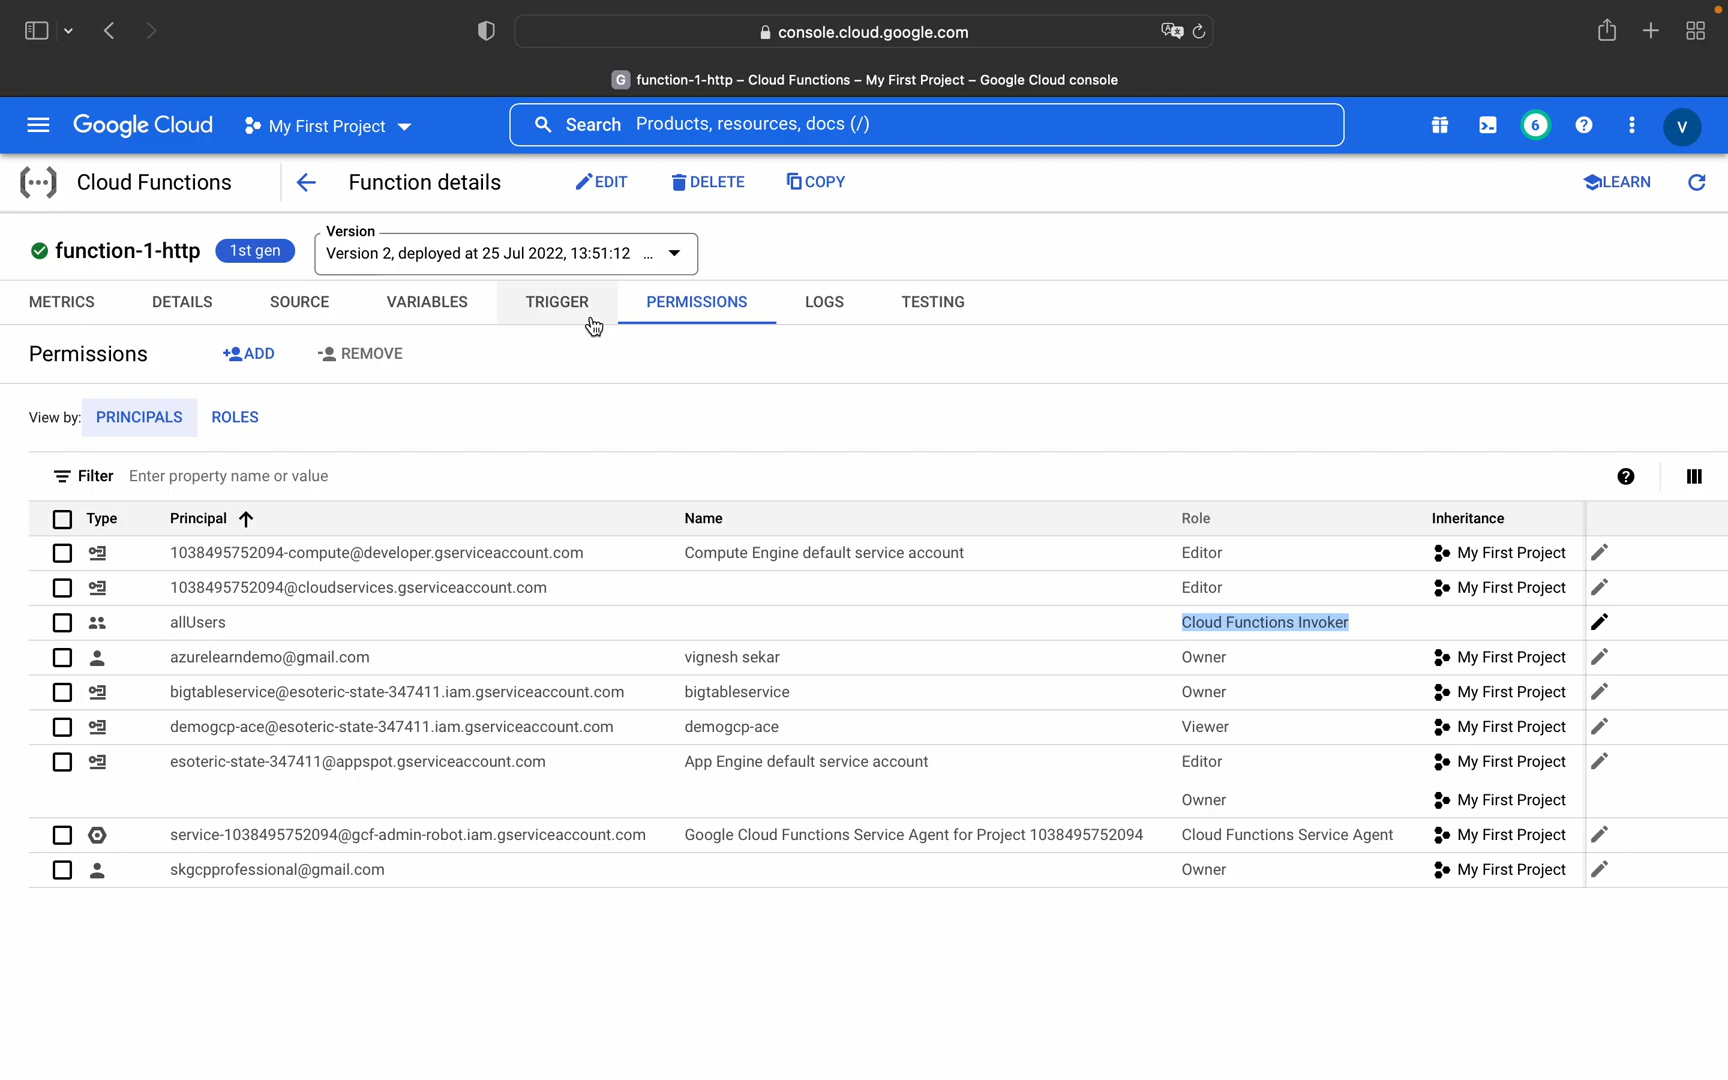 console.cloud.google.com
G function-1-http – Cloud Functions – My First Project – Google Cloud console
Google Cloud My First Project Search Products, resources, docs (/) 6 ? V
Cloud Functions Function details EDIT DELETE COPY LEARN
function-1-http 1st gen
Version
Version 2, deployed at 25 Jul 2022, 13:51:12 ...
METRICS DETAILS SOURCE VARIABLES TRIGGER PERMISSIONS LOGS TESTING
Permissions +ADD - REMOVE
View by: PRINCIPALS ROLES
Filter Enter property name or value ?
Type Principal Name Role Inheritance
1038495752094-compute@developer.gserviceaccount.com Compute Engine default service account Editor My First Project
1038495752094@cloudservices.gserviceaccount.com Editor My First Project
allUsers Cloud Functions Invoker
azurelearndemo@gmail.com vignesh sekar Owner My First Project
bigtableservice@esoteric-state-347411.iam.gserviceaccount.com bigtableservice Owner My First Project
demogcp-ace@esoteric-state-347411.iam.gserviceaccount.com demogcp-ace Viewer My First Project
esoteric-state-347411@appspot.gserviceaccount.com App Engine default service account Editor My First Project
Owner My First Project
service-1038495752094@gcf-admin-robot.iam.gserviceaccount.com Google Cloud Functions Service Agent for Project 1038495752094 Cloud Functions Service Agent My First Project
skgcpprofessional@gmail.com Owner My First Project